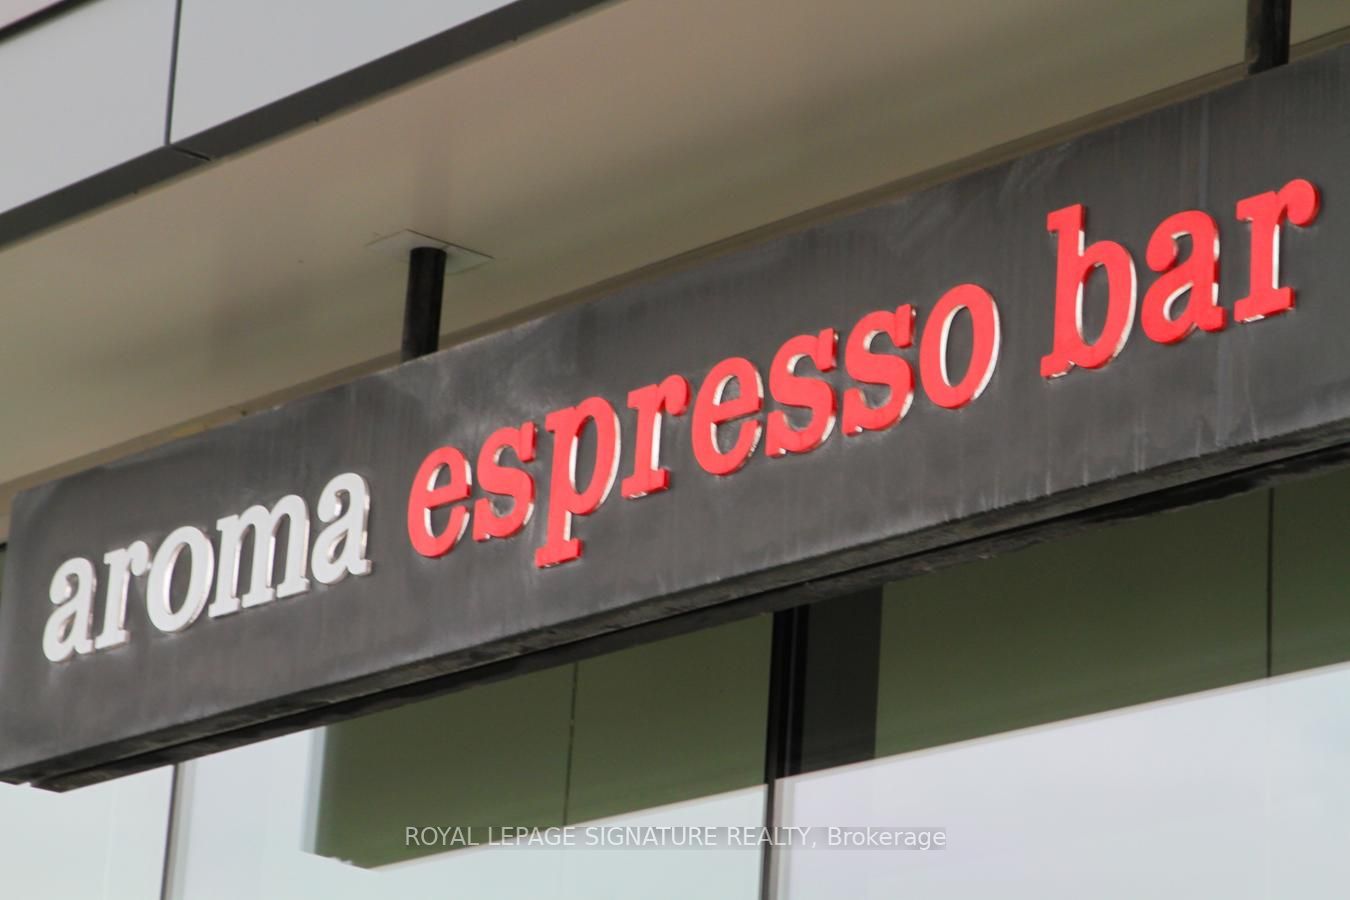 aroma espresso bar
ROYAL LEPAGE SIGNATURE REALTY, Brokerage